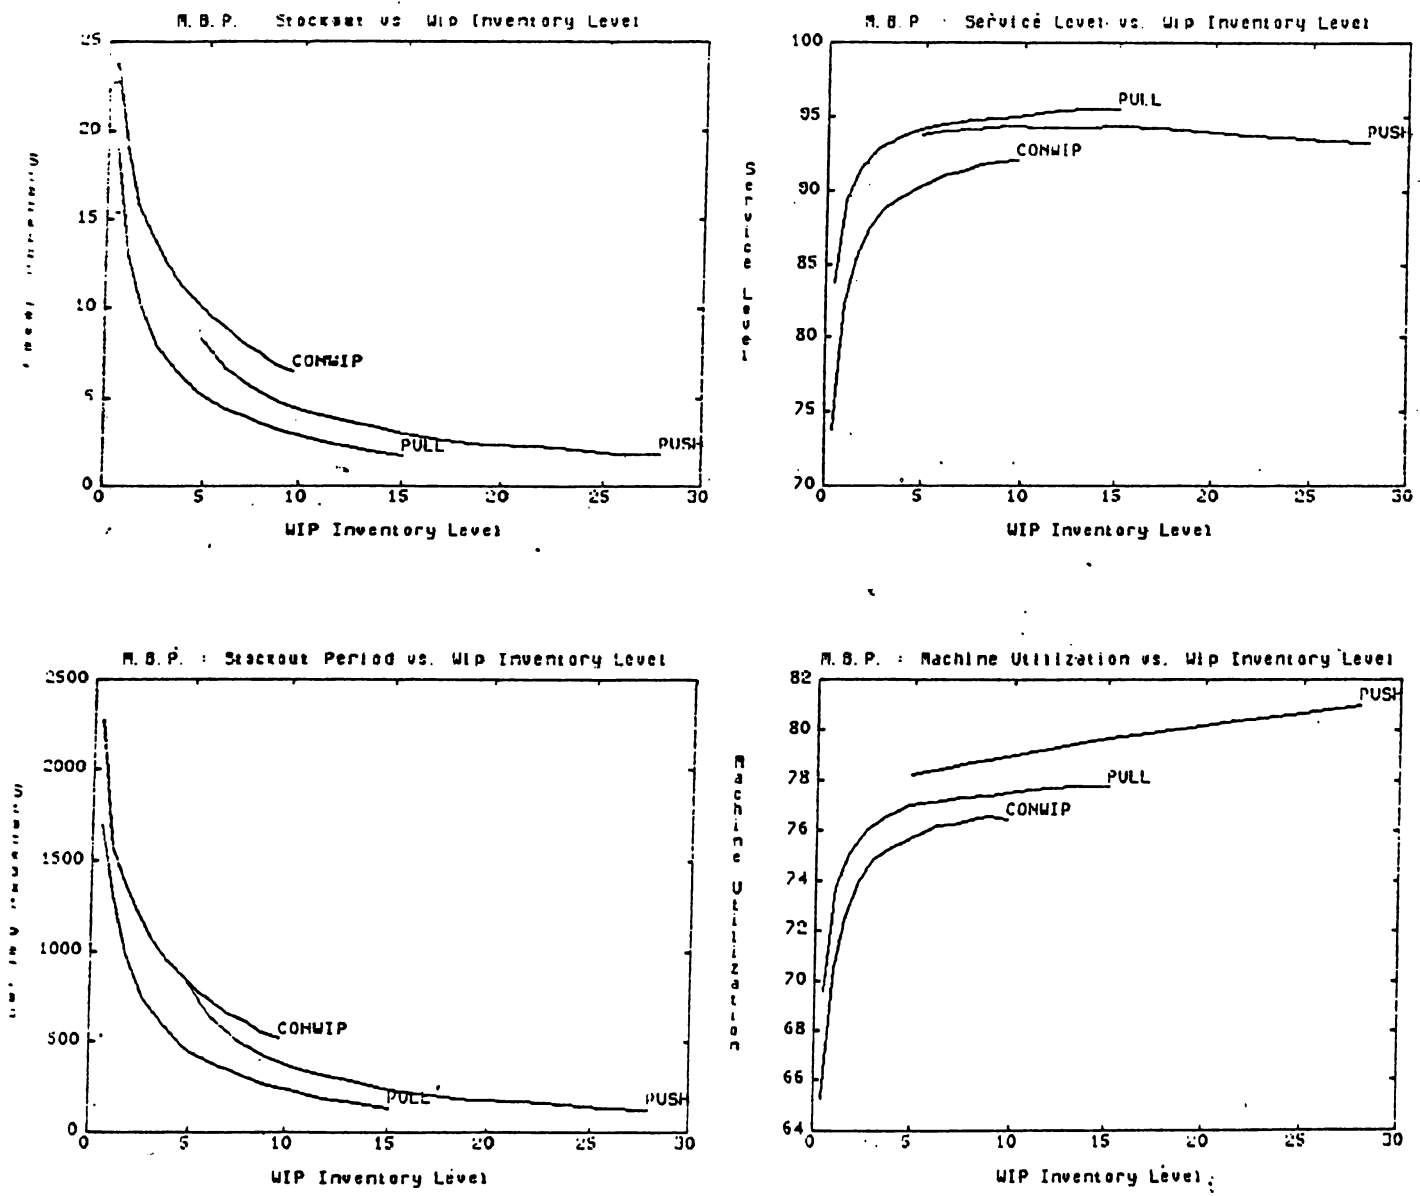 M.B.P. Stockout vs Wip Inventory Level
25
20
15
10
5
0
0 5 10 15 20 25 30
CONWIP
PULL
PUSH
WIP Inventory Level
M.B.P : Service Level vs. Wip Inventory Level
Service Level
100
95
90
85
80
75
70
0 5 10 15 20 25 30
PULL
PUSH
CONWIP
WIP Inventory Level
M.B.P. : Stockout Period vs. Wip Inventory Level
2500
2000
1500
1000
500
0
0 5 10 15 20 25 30
CONWIP
PULL
PUSH
WIP Inventory Level
M.B.P. : Machine Utilization vs. Wip Inventory Level
Machine Utilization
82
80
78
76
74
72
70
68
66
64
0 5 10 15 20 25 30
PUSH
PULL
CONWIP
WIP Inventory Level